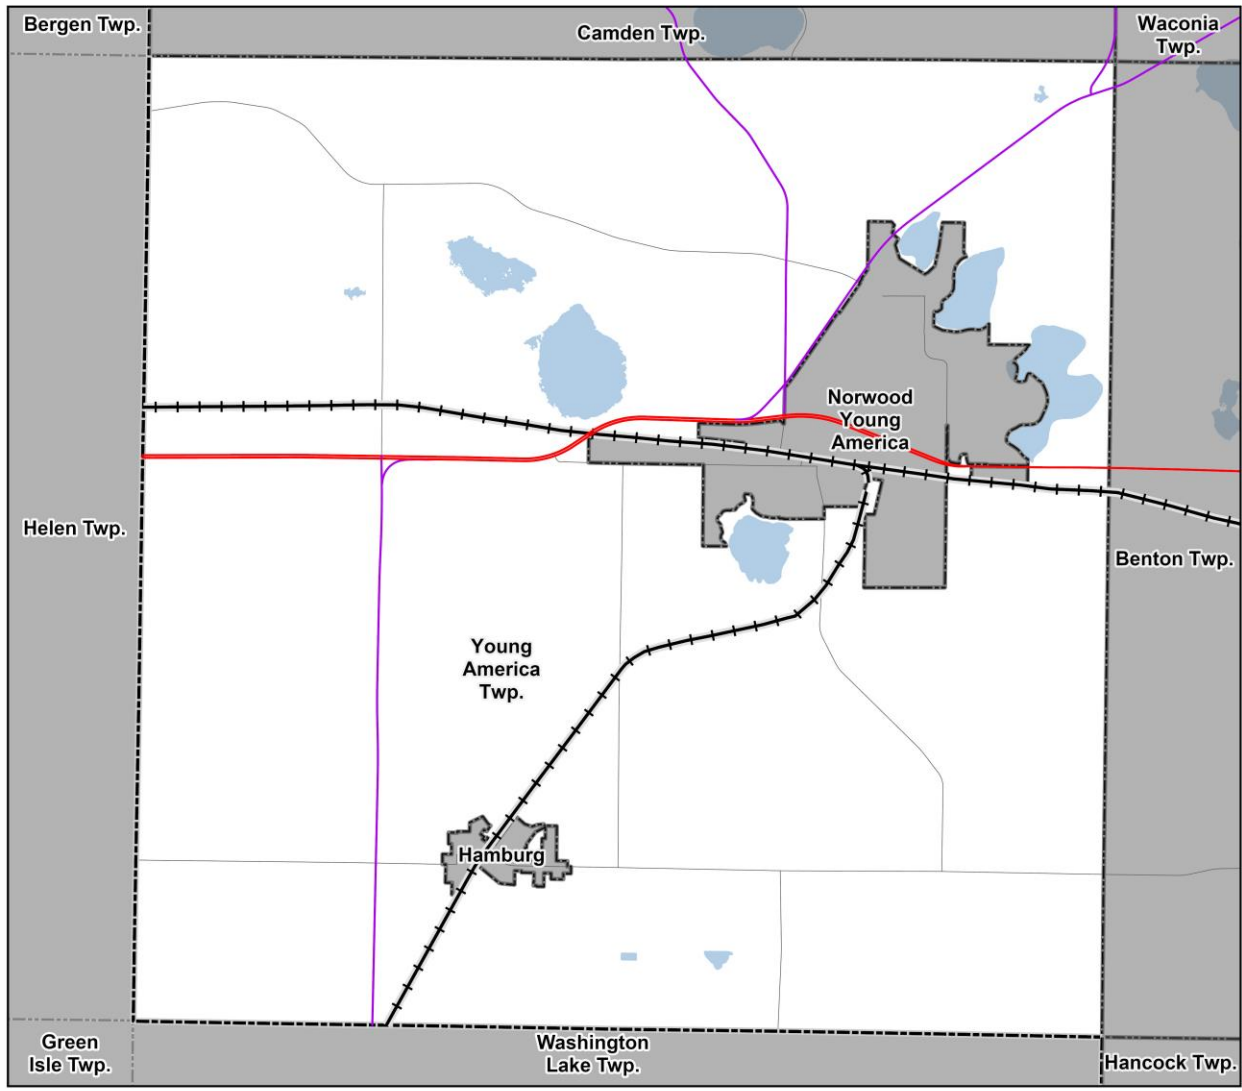 Bergen Twp.
Camden Twp.
Waconia
Twp.
Norwood
Young
America
Helen Twp.
Benton Twp.
Young
America
Twp.
Hamburg
Green
Isle Twp.
Washington
Lake Twp.
Hancock Twp.